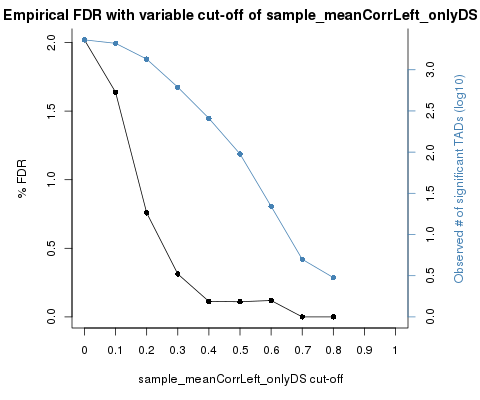 Empirical FDR with variable cut-off of sample_meanCorrLeft_onlyDS
% FDR
2.0
1.5
1.0
0.5
0.0
3.0
2.5
2.0
1.5
1.0
0.5
0.0
Observed # of significant TADs (log10)
0 0.1 0.2 0.3 0.4 0.5 0.6 0.7 0.8 0.9 1
sample_meanCorrLeft_onlyDS cut-off